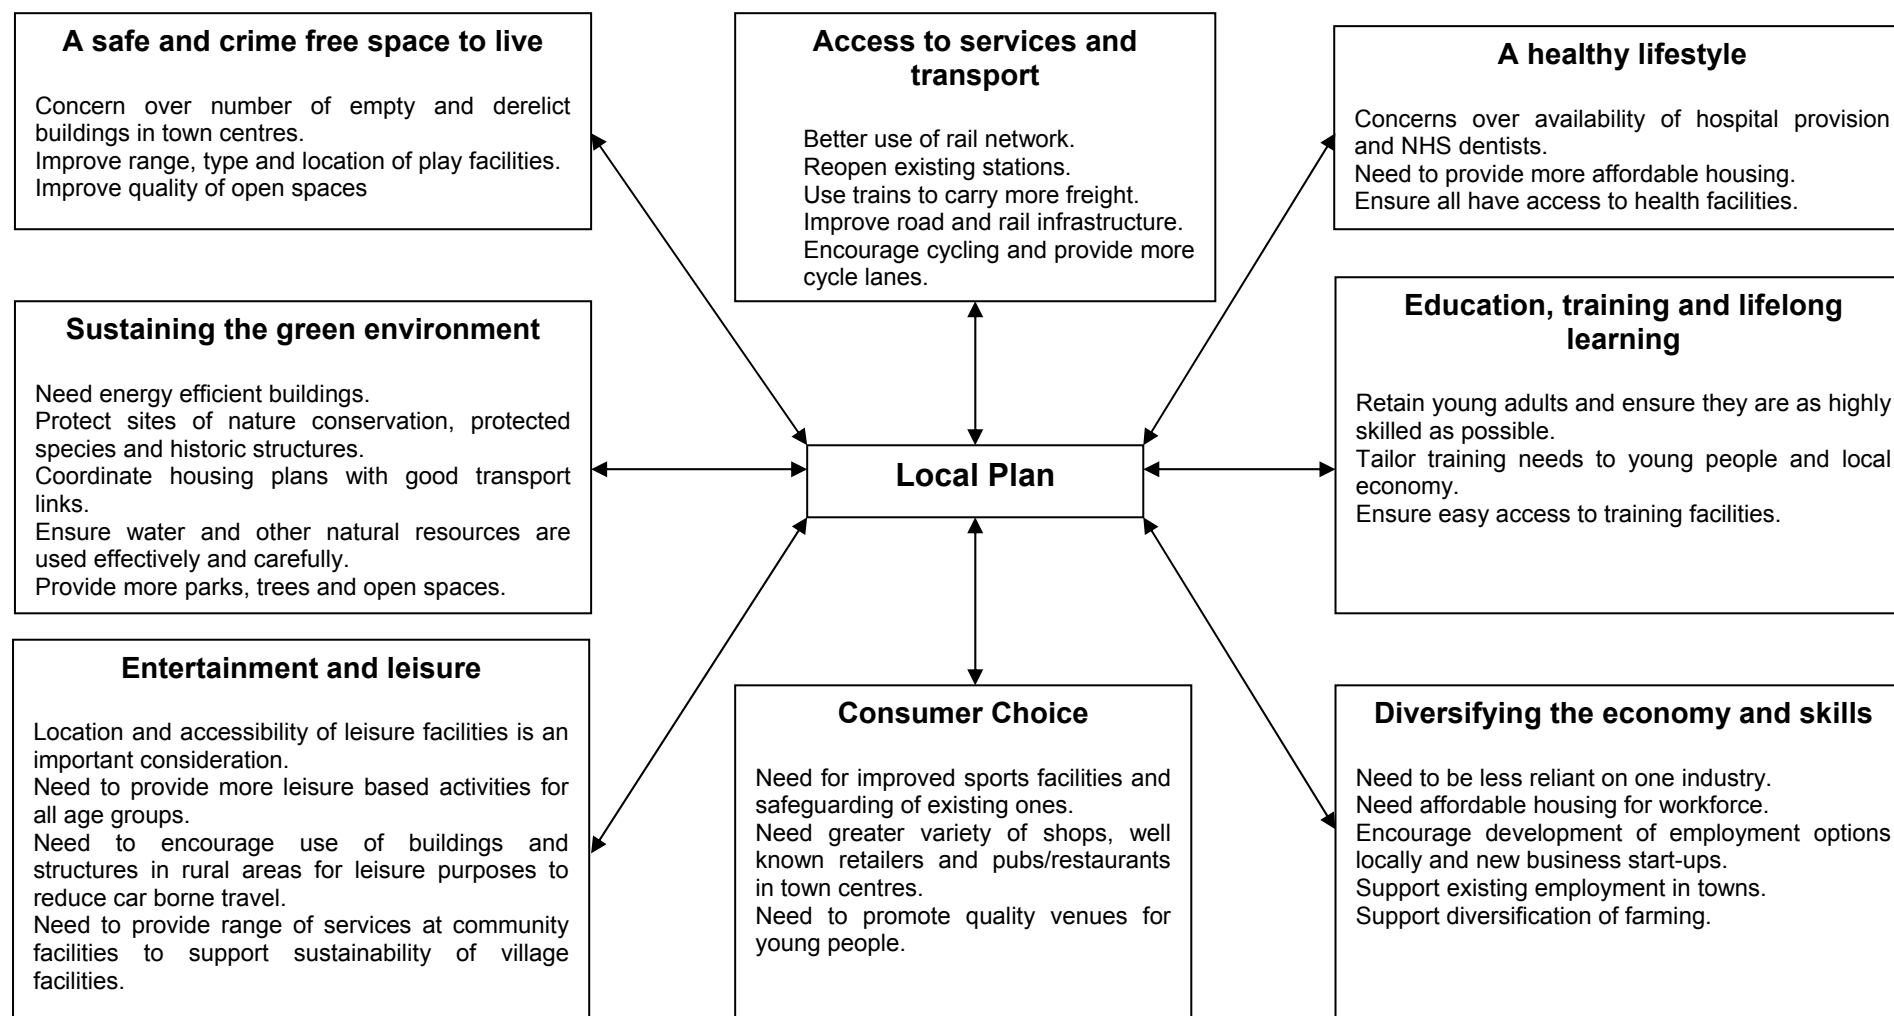 A safe and crime free space to live
Concern over number of empty and derelict
buildings in town centres.
Improve range, type and location of play facilities.
Improve quality of open spaces
Access to services and
transport
Better use of rail network.
Reopen existing stations.
Use trains to carry more freight.
Improve road and rail infrastructure.
Encourage cycling and provide more
cycle lanes.
A healthy lifestyle
Concerns over availability of hospital provision
and NHS dentists.
Need to provide more affordable housing.
Ensure all have access to health facilities.
Sustaining the green environment
Need energy efficient buildings.
Protect sites of nature conservation, protected
species and historic structures.
Coordinate housing plans with good transport
links.
Ensure water and other natural resources are
used effectively and carefully.
Provide more parks, trees and open spaces.
Local Plan
Education, training and lifelong
learning
Retain young adults and ensure they are as highly
skilled as possible.
Tailor training needs to young people and local
economy.
Ensure easy access to training facilities.
Entertainment and leisure
Location and accessibility of leisure facilities is an
important consideration.
Need to provide more leisure based activities for
all age groups.
Need to encourage use of buildings and
structures in rural areas for leisure purposes to
reduce car borne travel.
Need to provide range of services at community
facilities to support sustainability of village
facilities.
Consumer Choice
Need for improved sports facilities and
safeguarding of existing ones.
Need greater variety of shops, well
known retailers and pubs/restaurants
in town centres.
Need to promote quality venues for
young people.
Diversifying the economy and skills
Need to be less reliant on one industry.
Need affordable housing for workforce.
Encourage development of employment options
locally and new business start-ups.
Support existing employment in towns.
Support diversification of farming.